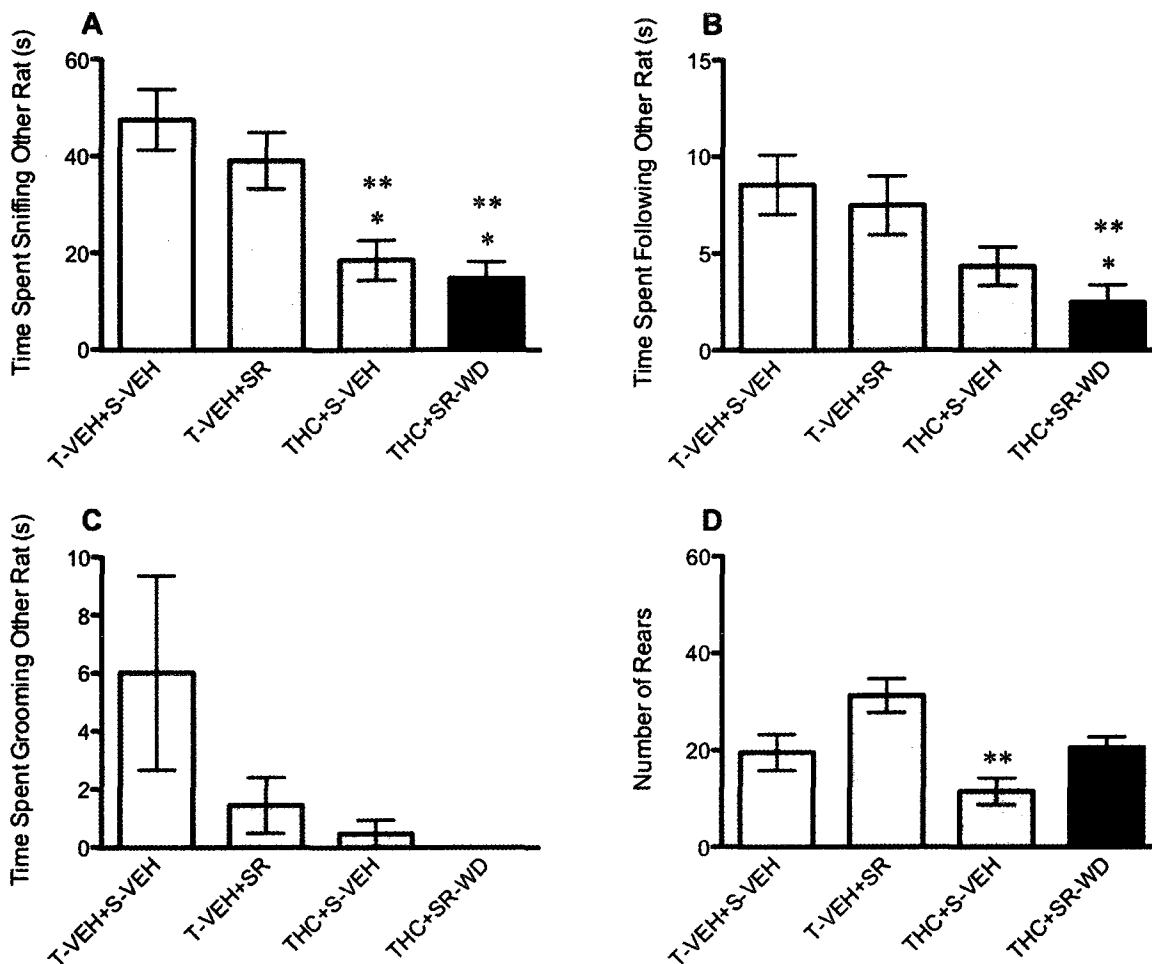 A
Time Spent Sniffing Other Rat (s)
60
40
20
0
**
*
**
*
T-VEH+S-VEH
T-VEH+SR
THC+S-VEH
THC+SR-WD
B
Time Spent Following Other Rat (s)
15
10
5
0
**
*
T-VEH+S-VEH
T-VEH+SR
THC+S-VEH
THC+SR-WD
C
Time Spent Grooming Other Rat (s)
10
8
6
4
2
0
T-VEH+S-VEH
T-VEH+SR
THC+S-VEH
THC+SR-WD
D
Number of Rears
60
40
20
0
**
T-VEH+S-VEH
T-VEH+SR
THC+S-VEH
THC+SR-WD